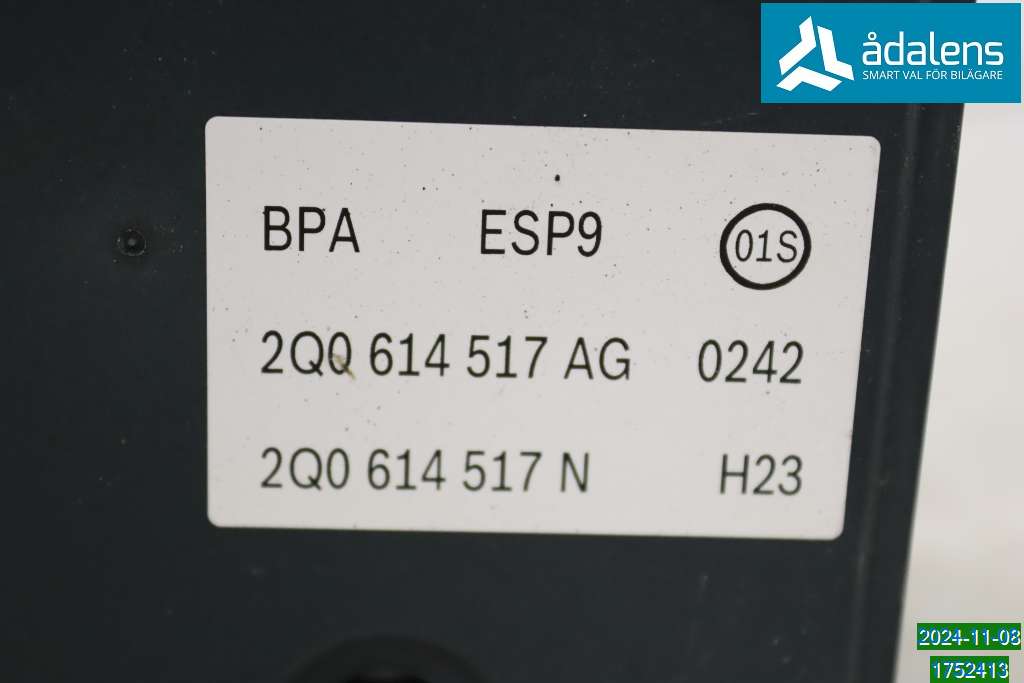 ådalens
SMART VAL FÖR BILÄGARE
BPA ESP9 01S
2Q0 614 517 AG 0242
2Q0 614 517 N H23
2024-11-08
1752413